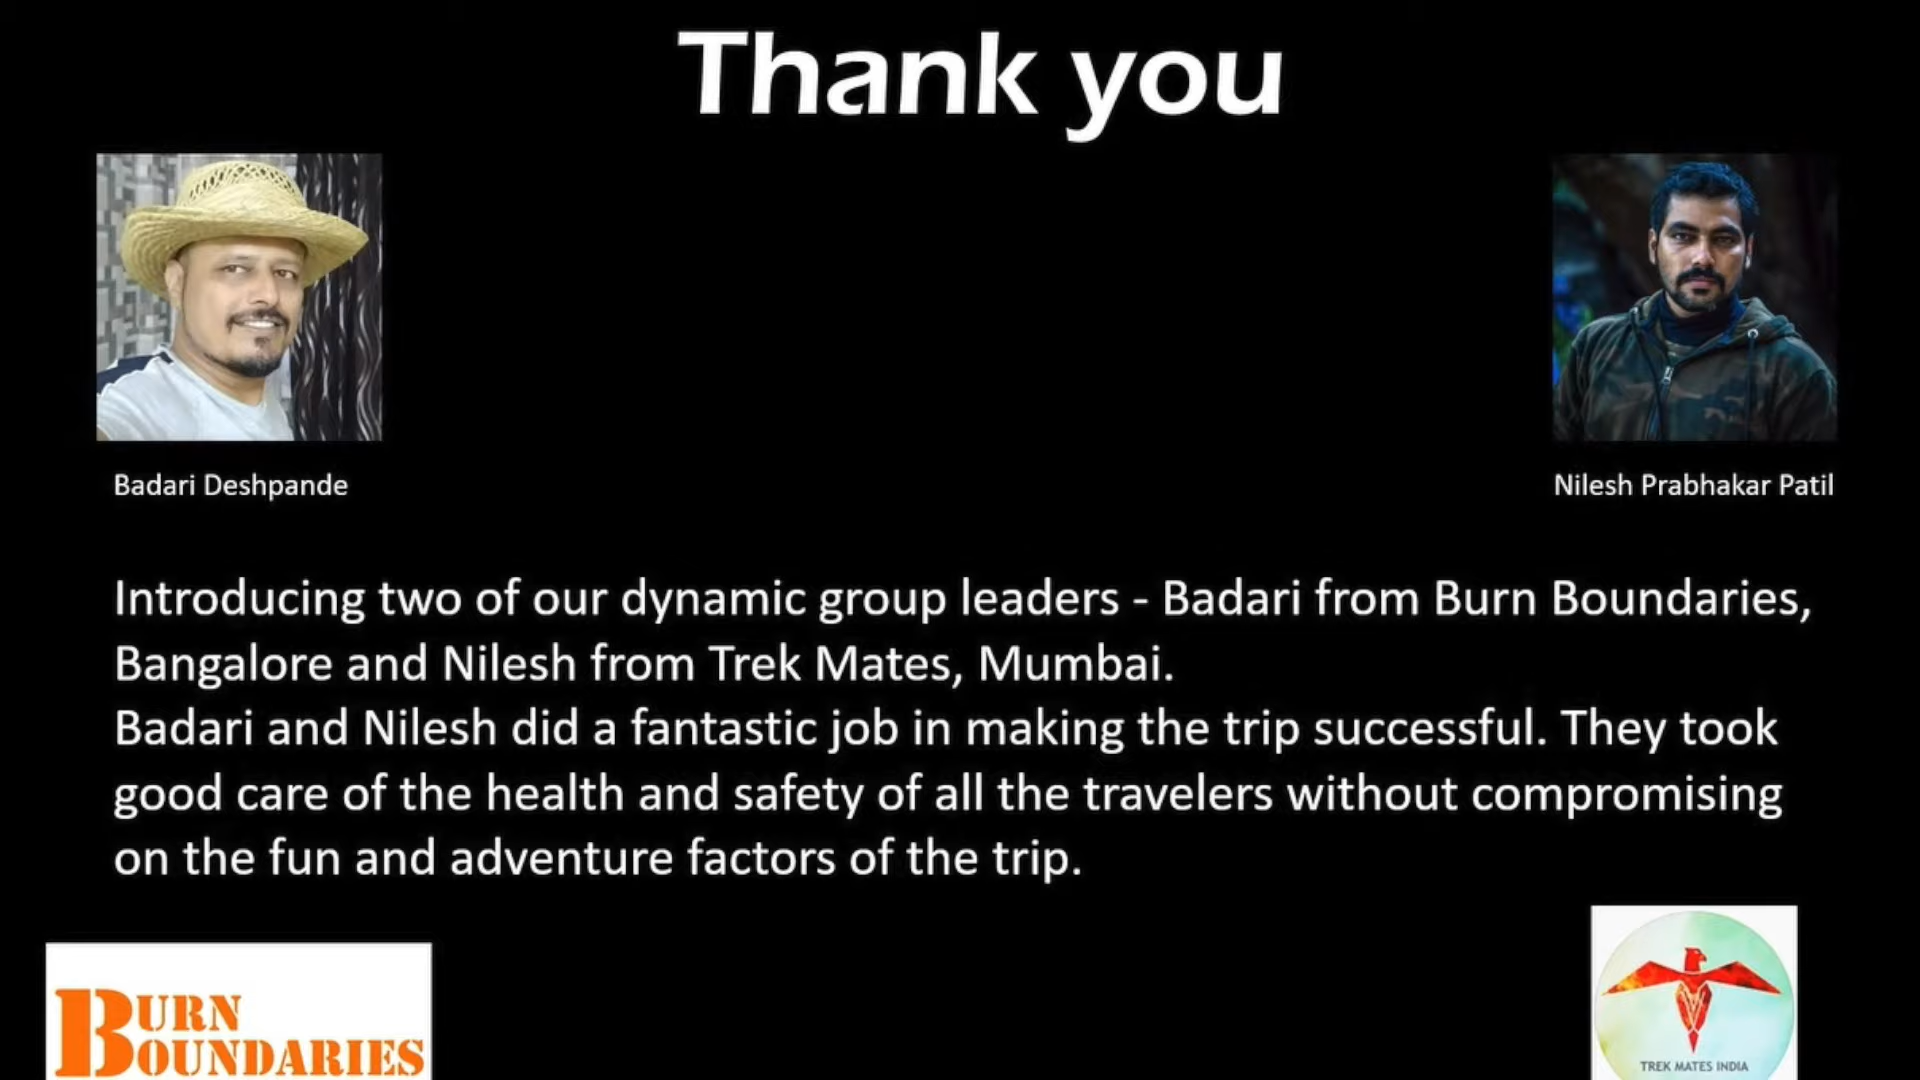 Thank you
Badari Deshpande
Nilesh Prabhakar Patil
Introducing two of our dynamic group leaders - Badari from Burn Boundaries,
Bangalore and Nilesh from Trek Mates, Mumbai.
Badari and Nilesh did a fantastic job in making the trip successful. They took
good care of the health and safety of all the travelers without compromising
on the fun and adventure factors of the trip.
BURN
BOUNDARIES
TREK MATES INDIA